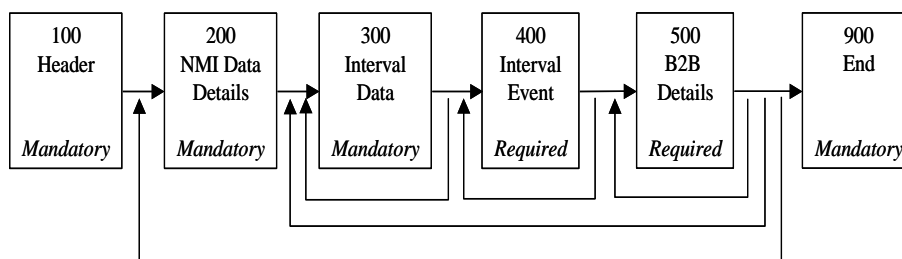 100
Header
Mandatory
200
NMI Data
Details
Mandatory
300
Interval
Data
Mandatory
400
Interval
Event
Required
500
B2B
Details
Required
900
End
Mandatory